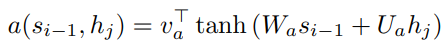 a(s_{i−1}, h_j) = v_a^⊤ tanh (W_a s_{i−1} + U_a h_j)